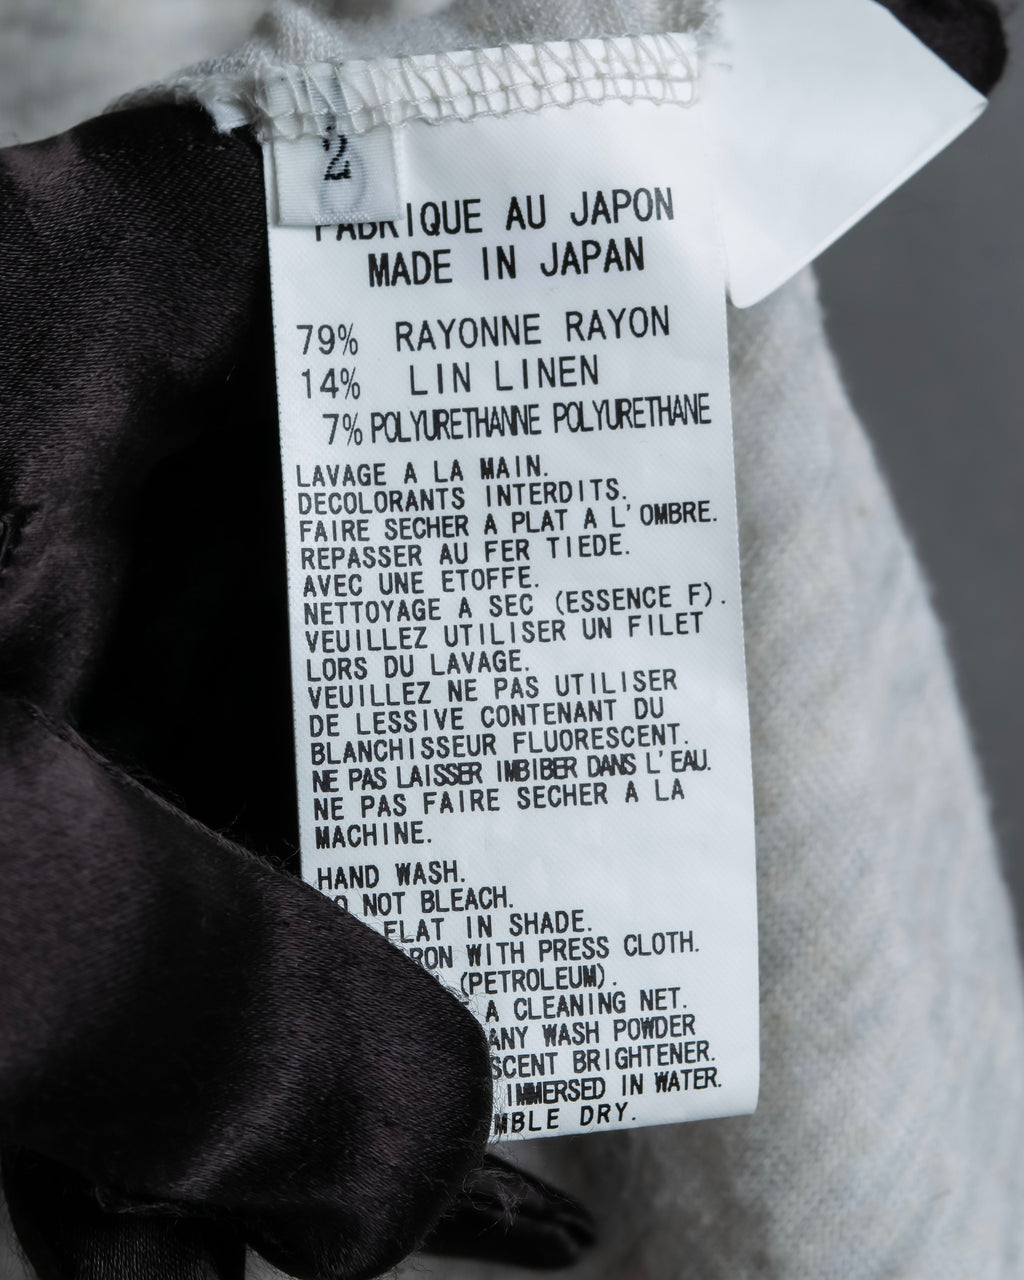 2
FABRIQUE AU JAPON
MADE IN JAPAN
79% RAYONNE RAYON
14% LIN LINEN
7% POLYURETHANNE POLYURETHANE
LAVAGE A LA MAIN.
DECOLORANTS INTERDITS.
FAIRE SECHER A PLAT A L'OMBRE.
REPASSER AU FER TIEDE.
AVEC UNE ETOFFE.
NETTOYAGE A SEC (ESSENCE F).
VEUILLEZ UTILISER UN FILET
LORS DU LAVAGE.
VEUILLEZ NE PAS UTILISER
DE LESSIVE CONTENANT DU
BLANCHISSEUR FLUORESCENT.
NE PAS LAISSER IMBIBER DANS L'EAU.
NE PAS FAIRE SECHER A LA
MACHINE.
HAND WASH.
DO NOT BLEACH.
FLAT IN SHADE.
IRON WITH PRESS CLOTH.
(PETROLEUM).
A CLEANING NET.
ANY WASH POWDER
SCENT BRIGHTENER.
IMMERSED IN WATER.
MBLE DRY.